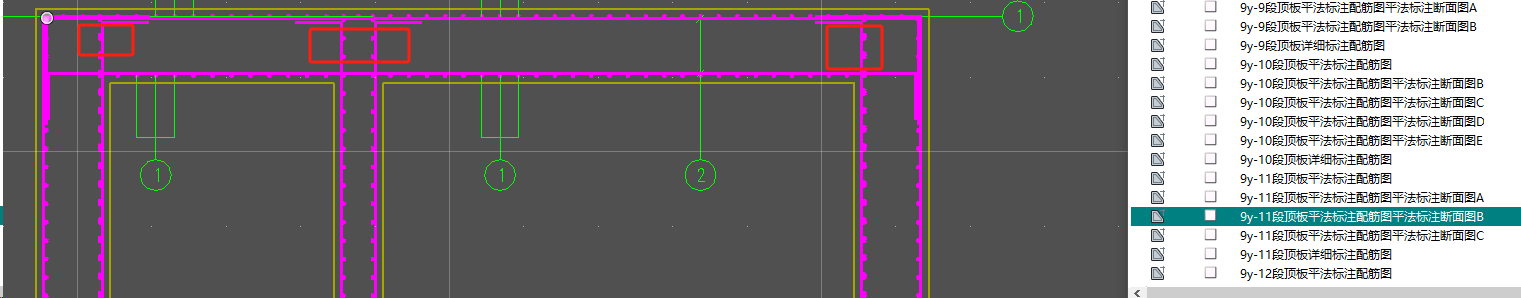 1
1
1
2
9y-9段顶板平法标注配筋图平法标注断面图A
9y-9段顶板平法标注配筋图平法标注断面图B
9y-9段顶板详细标注配筋图
9y-10段顶板平法标注配筋图
9y-10段顶板平法标注配筋图平法标注断面图B
9y-10段顶板平法标注配筋图平法标注断面图C
9y-10段顶板平法标注配筋图平法标注断面图D
9y-10段顶板平法标注配筋图平法标注断面图E
9y-10段顶板详细标注配筋图
9y-11段顶板平法标注配筋图
9y-11段顶板平法标注配筋图平法标注断面图A
9y-11段顶板平法标注配筋图平法标注断面图B
9y-11段顶板平法标注配筋图平法标注断面图C
9y-11段顶板详细标注配筋图
9y-12段顶板平法标注配筋图